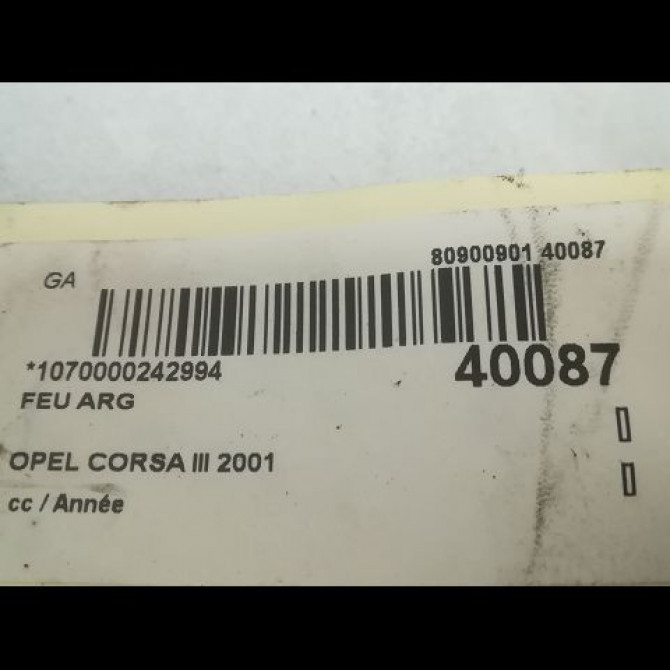 80900901 40087
GA
*1070000242994
40087
FEU ARG
OPEL CORSA III 2001
cc / Année